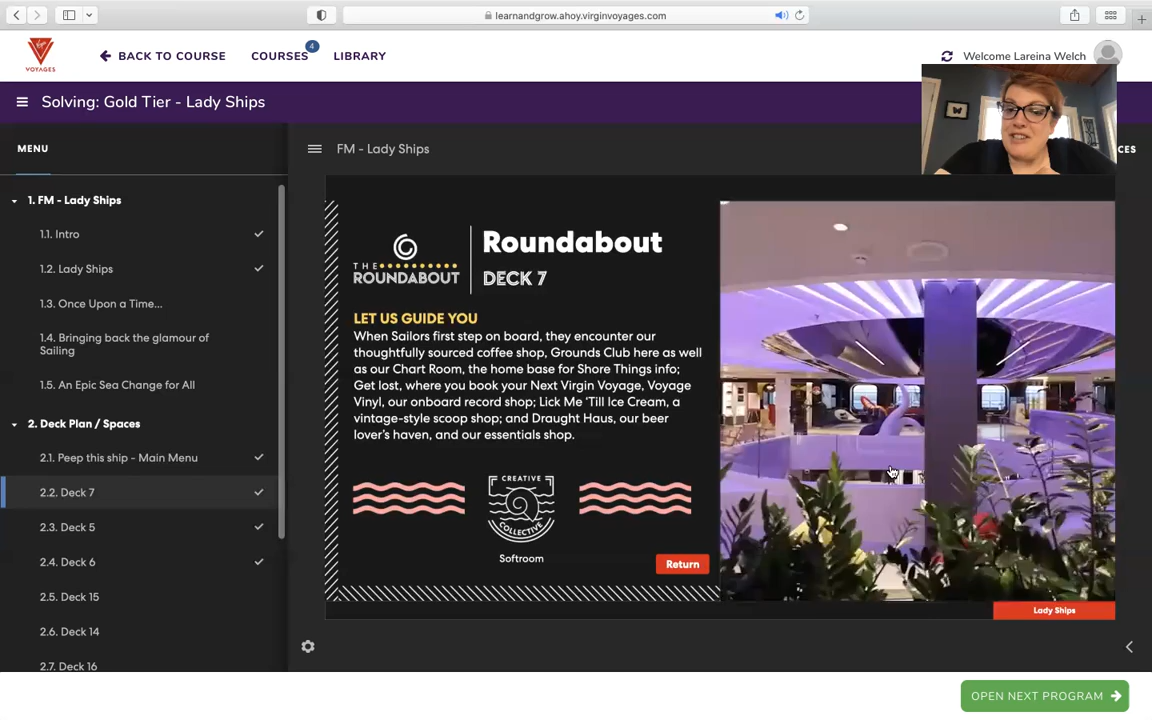 learnandgrow.ahoy.virginvoyages.com
VOYAGES
BACK TO COURSE
COURSES
4
LIBRARY
Welcome Lareina Welch
Solving: Gold Tier - Lady Ships
MENU
FM - Lady Ships
CES
1. FM - Lady Ships
1.1. Intro
1.2. Lady Ships
1.3. Once Upon a Time...
1.4. Bringing back the glamour of
Sailing
1.5. An Epic Sea Change for All
2. Deck Plan / Spaces
2.1. Peep this ship - Main Menu
2.2. Deck 7
2.3. Deck 5
2.4. Deck 6
2.5. Deck 15
2.6. Deck 14
2.7. Deck 16
THE
ROUNDABOUT
Roundabout
DECK 7
LET US GUIDE YOU
When Sailors first step on board, they encounter our
thoughtfully sourced coffee shop, Grounds Club here as well
as our Chart Room, the home base for Shore Things info;
Get lost, where you book your Next Virgin Voyage, Voyage
Vinyl, our onboard record shop; Lick Me 'Till Ice Cream, a
vintage-style scoop shop; and Draught Haus, our beer
lover's haven, and our essentials shop.
CREATIVE
COLLECTIVE
Softroom
Return
Lady Ships
OPEN NEXT PROGRAM